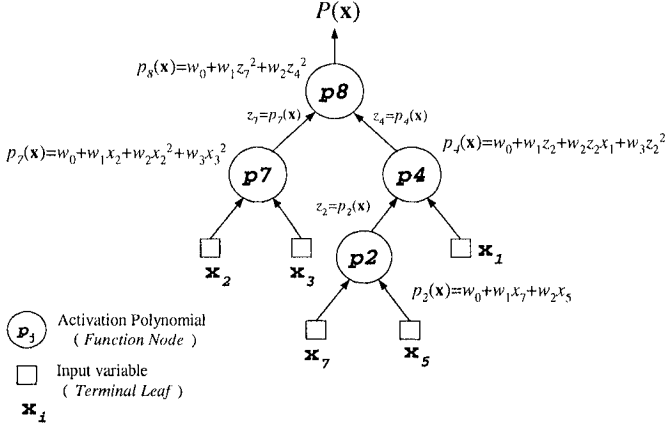 P(x)
p₈(x)=w₀+w₁z₇²+w₂z₄²
p8
z₇=p₇(x)
z₄=p₄(x)
p₇(x)=w₀+w₁x₂+w₂x₂²+w₃x₃²
p₄(x)=w₀+w₁z₂+w₂z₂x₁+w₃z₂²
p7
p4
z₂=p₂(x)
x₂
x₃
p2
x₁
p₂(x)=w₀+w₁x₇+w₂x₅
x₇
x₅
pⱼ
Activation Polynomial
( Function Node )
Input variable
( Terminal Leaf )
xᵢ